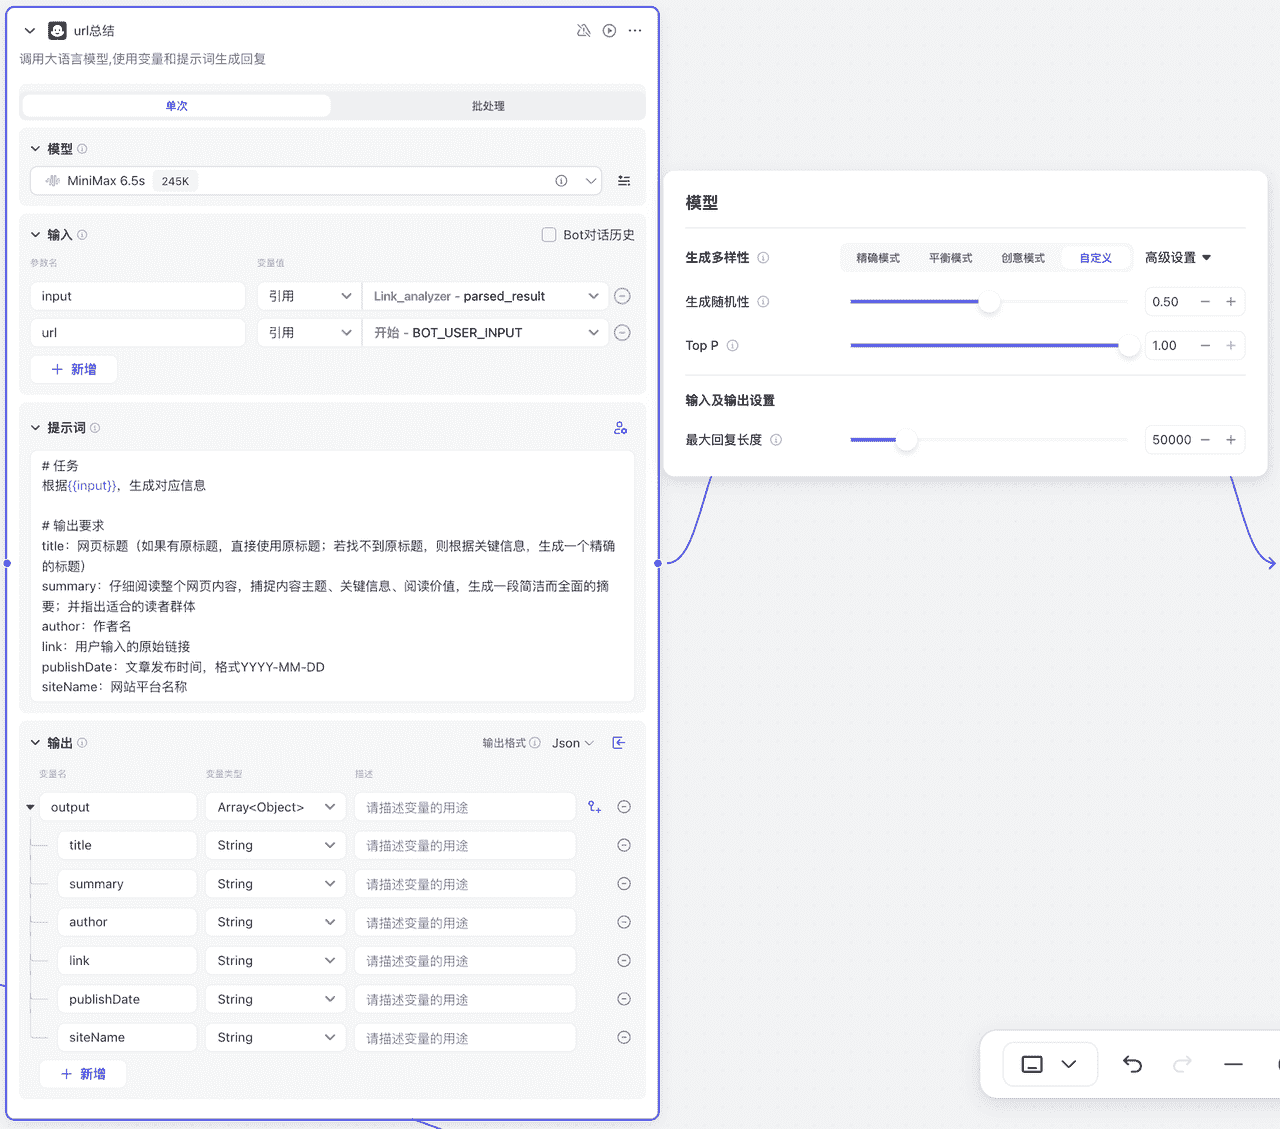 url总结
调用大语言模型,使用变量和提示词生成回复
单次
批处理
模型
MiniMax 6.5s 245K
输入
Bot对话历史
参数名
变量值
input
引用
Link_analyzer - parsed_result
url
引用
开始 - BOT_USER_INPUT
新增
提示词
# 任务
根据{{input}}，生成对应信息
# 输出要求
title：网页标题（如果有原标题，直接使用原标题；若找不到原标题，则根据关键信息，生成一个精确
的标题）
summary：仔细阅读整个网页内容，捕捉内容主题、关键信息、阅读价值，生成一段简洁而全面的摘
要；并指出适合的读者群体
author：作者名
link：用户输入的原始链接
publishDate：文章发布时间，格式YYYY-MM-DD
siteName：网站平台名称
输出
输出格式
Json
变量名
变量类型
描述
output
Array<Object>
请描述变量的用途
title
String
请描述变量的用途
summary
String
请描述变量的用途
author
String
请描述变量的用途
link
String
请描述变量的用途
publishDate
String
请描述变量的用途
siteName
String
请描述变量的用途
新增
模型
生成多样性
精确模式
平衡模式
创意模式
自定义
高级设置
生成随机性
0.50
Top P
1.00
输入及输出设置
最大回复长度
50000